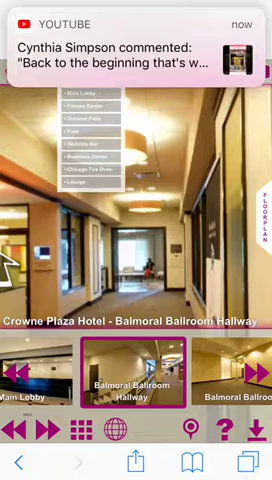 YOUTUBE now
Cynthia Simpson commented:
"Back to the beginning that's w...
• Main Lobby
• Fitness Center
• Outdoor Patio
• Pool
• Mobility Bar
• Business Center
• Chicago Fire Oven
• Lounge
FLOORPLAN
Crowne Plaza Hotel - Balmoral Ballroom Hallway
Main Lobby
Balmoral Ballroom
Hallway
Balmoral Ballroo
?